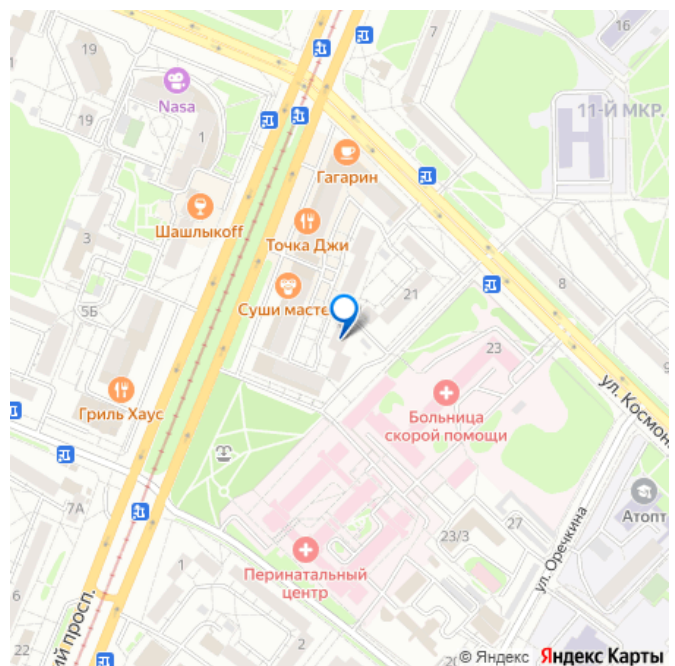 7
16
19
Nasa
11-Й МКР.
19
1
Гагарин
Шашлыкoff
Точка Джи
3
8
21
5Б
Суши масте
23
9
ул. Космон
Гриль Хаус
Больница
скорой помощи
7А
Атопт
27
23/3
ул. Оречкина
Перинатальный
центр
1
6
ий просп.
2
22
© Яндекс Яндекс Карты